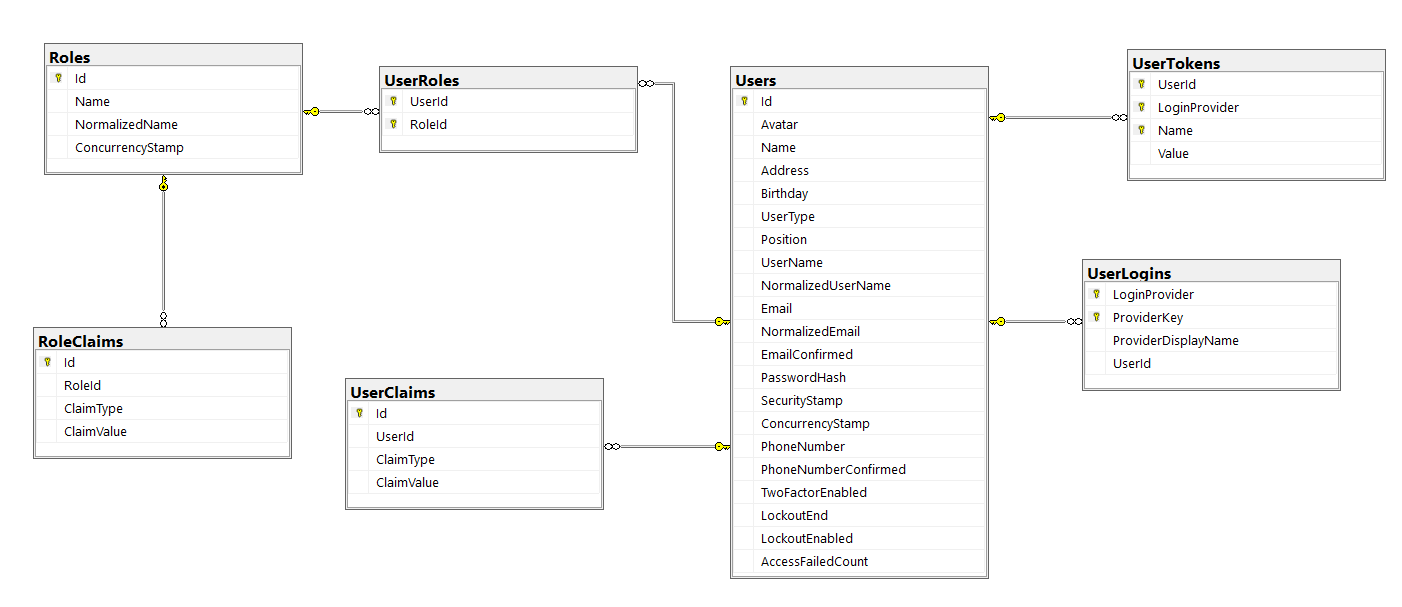 Roles
Id
Name
NormalizedName
ConcurrencyStamp
UserRoles
UserId
RoleId
Users
Id
Avatar
Name
Address
Birthday
UserType
Position
UserName
NormalizedUserName
Email
NormalizedEmail
EmailConfirmed
PasswordHash
SecurityStamp
ConcurrencyStamp
PhoneNumber
PhoneNumberConfirmed
TwoFactorEnabled
LockoutEnd
LockoutEnabled
AccessFailedCount
UserTokens
UserId
LoginProvider
Name
Value
UserLogins
LoginProvider
ProviderKey
ProviderDisplayName
UserId
RoleClaims
Id
RoleId
ClaimType
ClaimValue
UserClaims
Id
UserId
ClaimType
ClaimValue